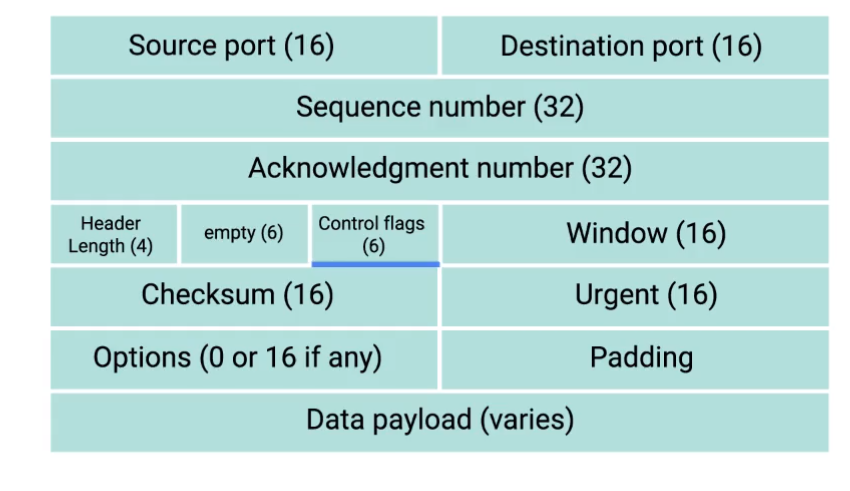 Source port (16)
Destination port (16)
Sequence number (32)
Acknowledgment number (32)
Header
Length (4)
empty (6)
Control flags
(6)
Window (16)
Checksum (16)
Urgent (16)
Options (0 or 16 if any)
Padding
Data payload (varies)